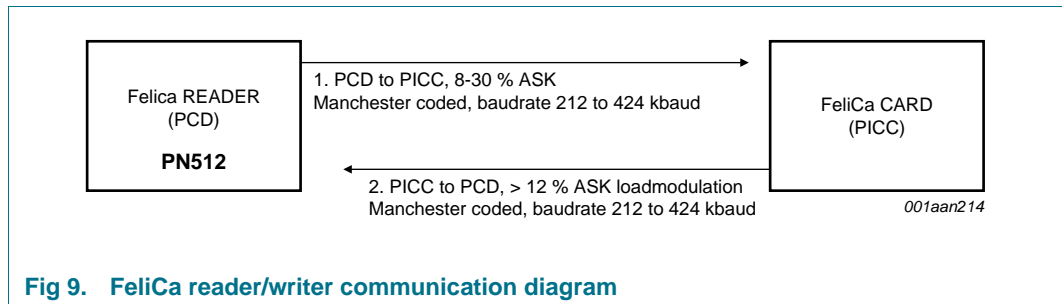 Felica READER
(PCD)
PN512
1. PCD to PICC, 8-30 % ASK
Manchester coded, baudrate 212 to 424 kbaud
FeliCa CARD
(PICC)
2. PICC to PCD, > 12 % ASK loadmodulation
Manchester coded, baudrate 212 to 424 kbaud
001aan214
Fig 9. FeliCa reader/writer communication diagram